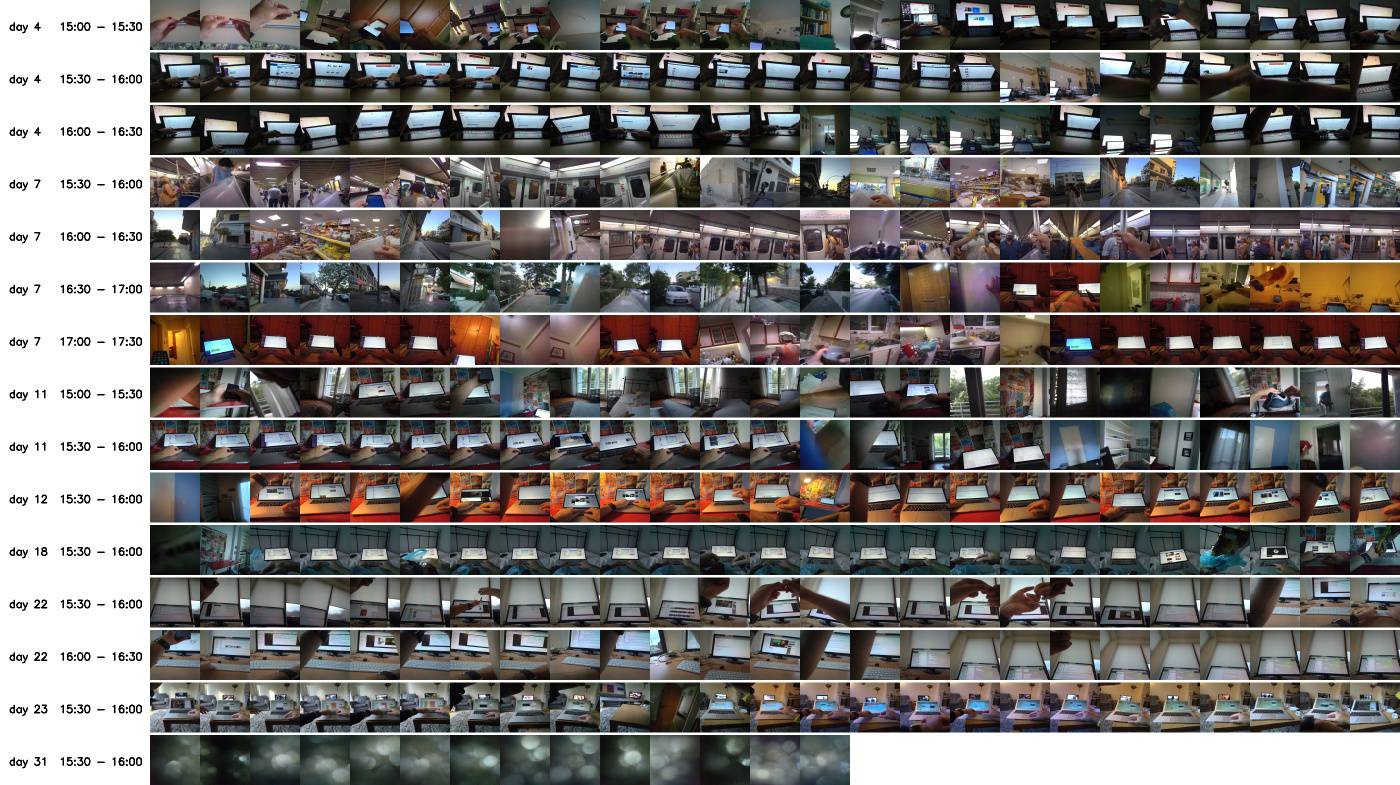 day 4 15:00 – 15:30
day 4 15:30 – 16:00
day 4 16:00 – 16:30
day 7 15:30 – 16:00
day 7 16:00 – 16:30
day 7 16:30 – 17:00
day 7 17:00 – 17:30
day 11 15:00 – 15:30
day 11 15:30 – 16:00
day 12 15:30 – 16:00
day 18 15:30 – 16:00
day 22 15:30 – 16:00
day 22 16:00 – 16:30
day 23 15:30 – 16:00
day 31 15:30 – 16:00